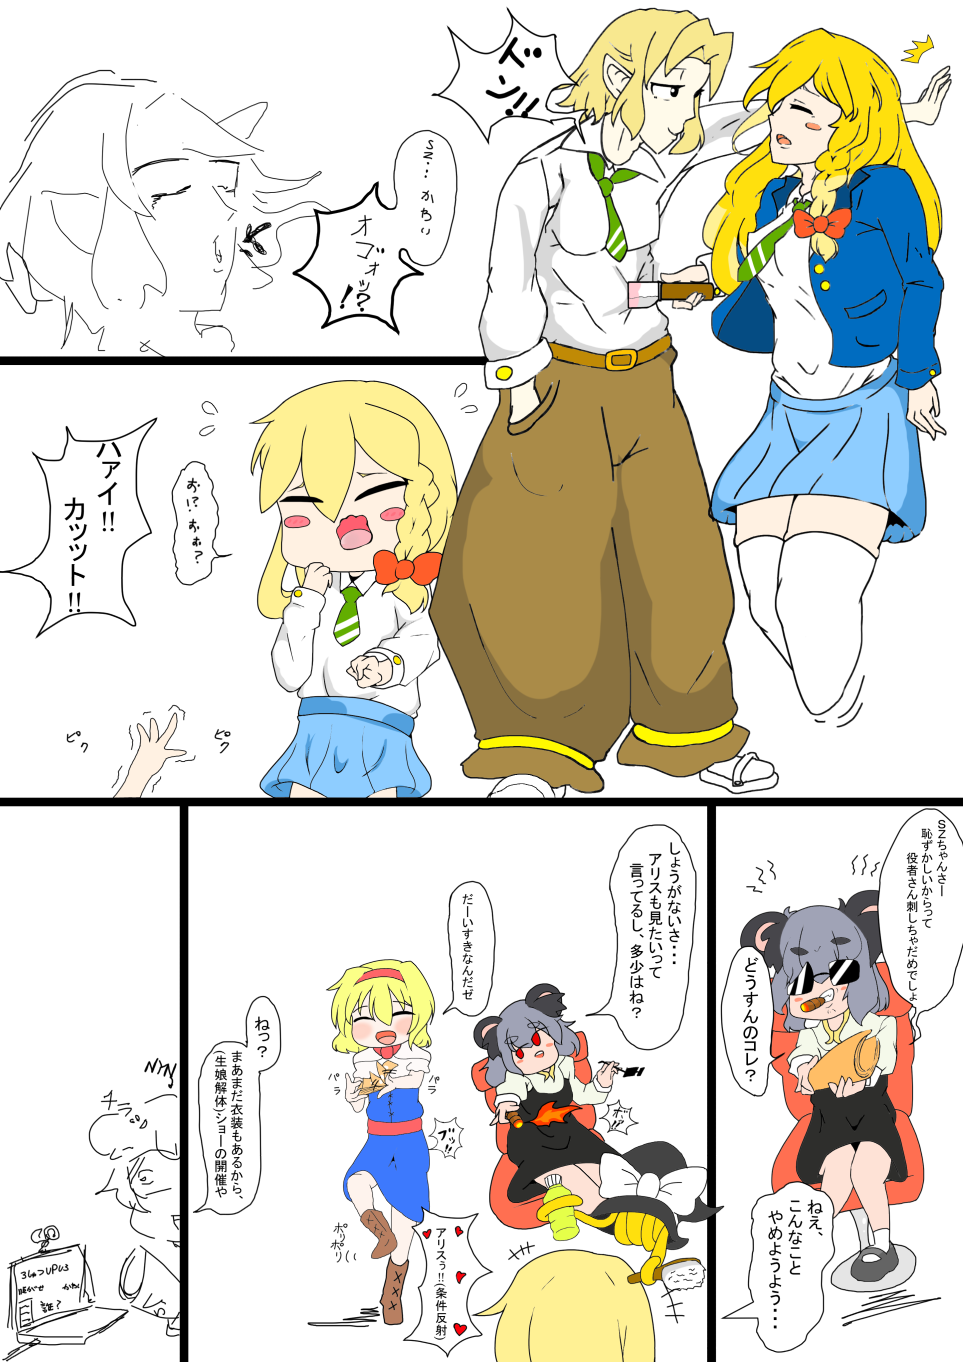 ドン!!
SZ・・かわいい
オゴォッ?!
ハァイ!!
カッット!!
お!?おぉ?
ピク
ピク
SZちゃんさー
恥ずかしいからって
役者さん刺しちゃだめでしょ
どうすんのコレ?
ねえ、
こんなこと
やめようよう・・・
しょうがないさ・・・
アリスも見たいって
言ってるし、多少はね?
だーいすきなんだぜ
ボッ!?
ブッ!!
パラ
パラ
ねっ?
まあまだ衣装もあるから、
(生娘解体)ショーの開催や
ポリポリ
アリスぅ!!(条件反射)
チラ
誰?